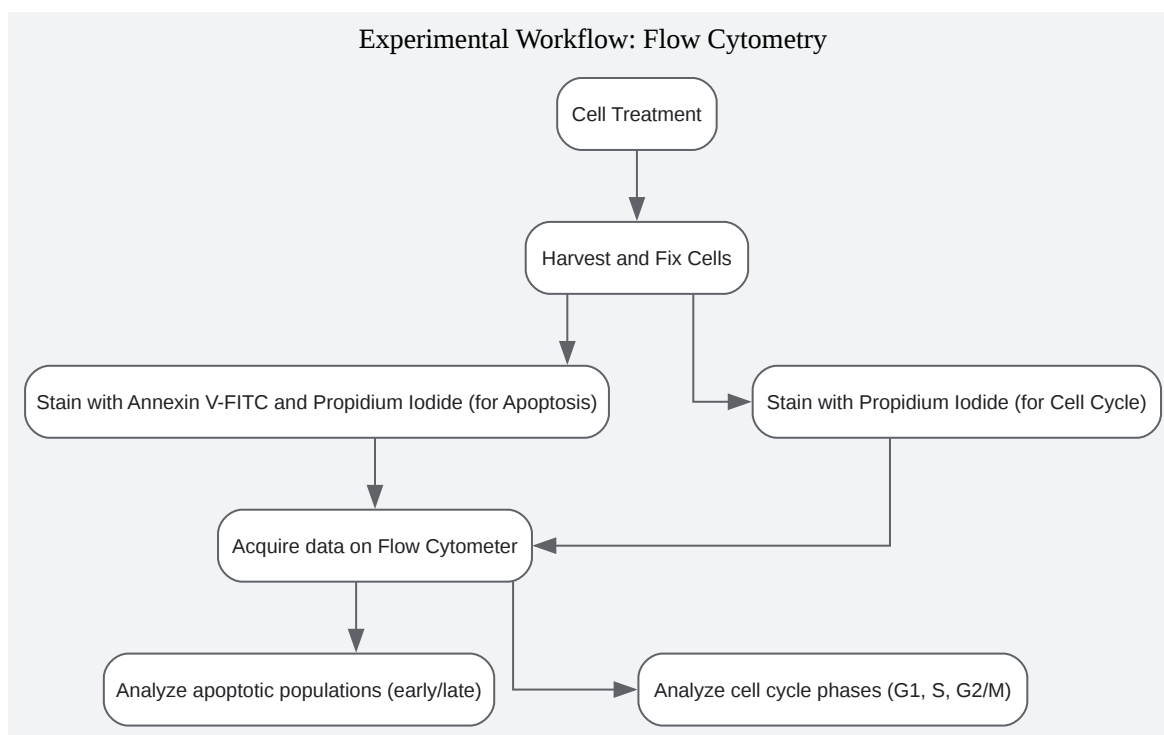 Experimental Workflow: Flow Cytometry
Cell Treatment
Harvest and Fix Cells
Stain with Annexin V-FITC and Propidium Iodide (for Apoptosis)
Stain with Propidium Iodide (for Cell Cycle)
Acquire data on Flow Cytometer
Analyze apoptotic populations (early/late)
Analyze cell cycle phases (G1, S, G2/M)